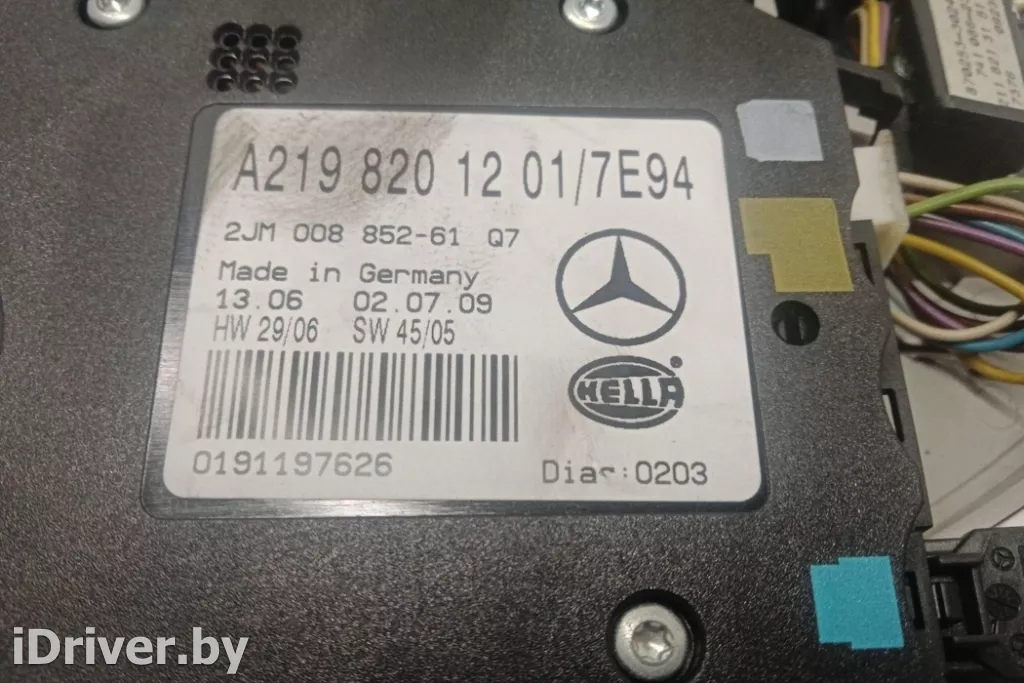 A219 820 12 01/7E94
2JM 008 852-61 Q7
Made in Germany
13.06 02.07.09
HW 29/06 SW 45/05
HELLA®
0191197626
Diag:0203
iDriver.by